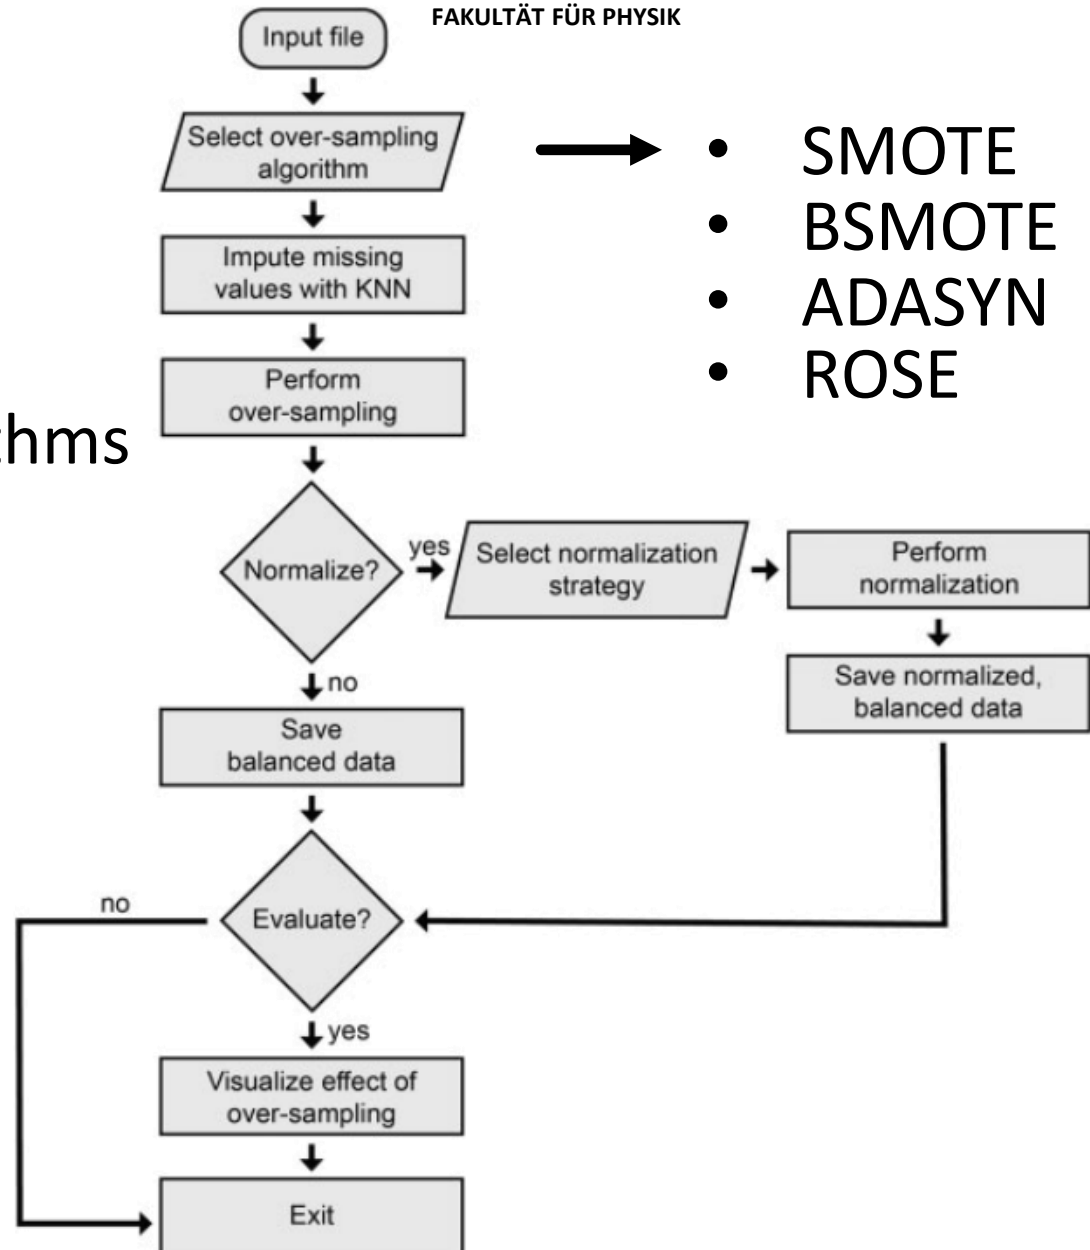 FAKULTÄT FÜR PHYSIK
Input file
Select over-sampling
algorithm
• SMOTE
• BSMOTE
• ADASYN
• ROSE
Impute missing
values with KNN
Perform
over-sampling
thms
Normalize?
yes
Select normalization
strategy
Perform
normalization
no
Save normalized,
balanced data
Save
balanced data
no
Evaluate?
yes
Visualize effect of
over-sampling
Exit